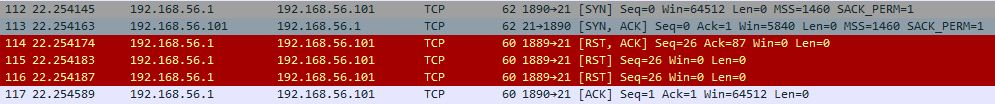 112 22.254145 192.168.56.1 192.168.56.101 TCP 62 1890→21 [SYN] Seq=0 Win=64512 Len=0 MSS=1460 SACK_PERM=1
113 22.254163 192.168.56.101 192.168.56.1 TCP 62 21→1890 [SYN, ACK] Seq=0 Ack=1 Win=5840 Len=0 MSS=1460 SACK_PERM=1
114 22.254174 192.168.56.1 192.168.56.101 TCP 60 1889→21 [RST, ACK] Seq=26 Ack=87 Win=0 Len=0
115 22.254183 192.168.56.1 192.168.56.101 TCP 60 1889→21 [RST] Seq=26 Win=0 Len=0
116 22.254187 192.168.56.1 192.168.56.101 TCP 60 1889→21 [RST] Seq=26 Win=0 Len=0
117 22.254589 192.168.56.1 192.168.56.101 TCP 60 1890→21 [ACK] Seq=1 Ack=1 Win=64512 Len=0